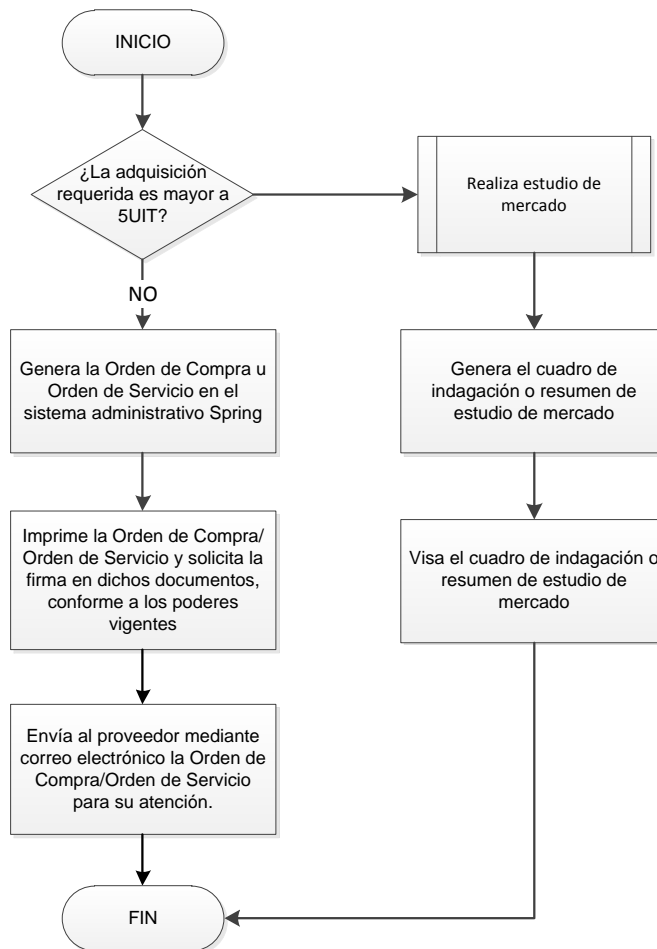 INICIO
¿La adquisición
requerida es mayor a
5UIT?
Realiza estudio de
mercado
NO
Genera la Orden de Compra u
Orden de Servicio en el
sistema administrativo Spring
Genera el cuadro de
indagación o resumen de
estudio de mercado
Imprime la Orden de Compra/
Orden de Servicio y solicita la
firma en dichos documentos,
conforme a los poderes
vigentes
Visa el cuadro de indagación o
resumen de estudio de
mercado
Envía al proveedor mediante
correo electrónico la Orden de
Compra/Orden de Servicio
para su atención.
FIN